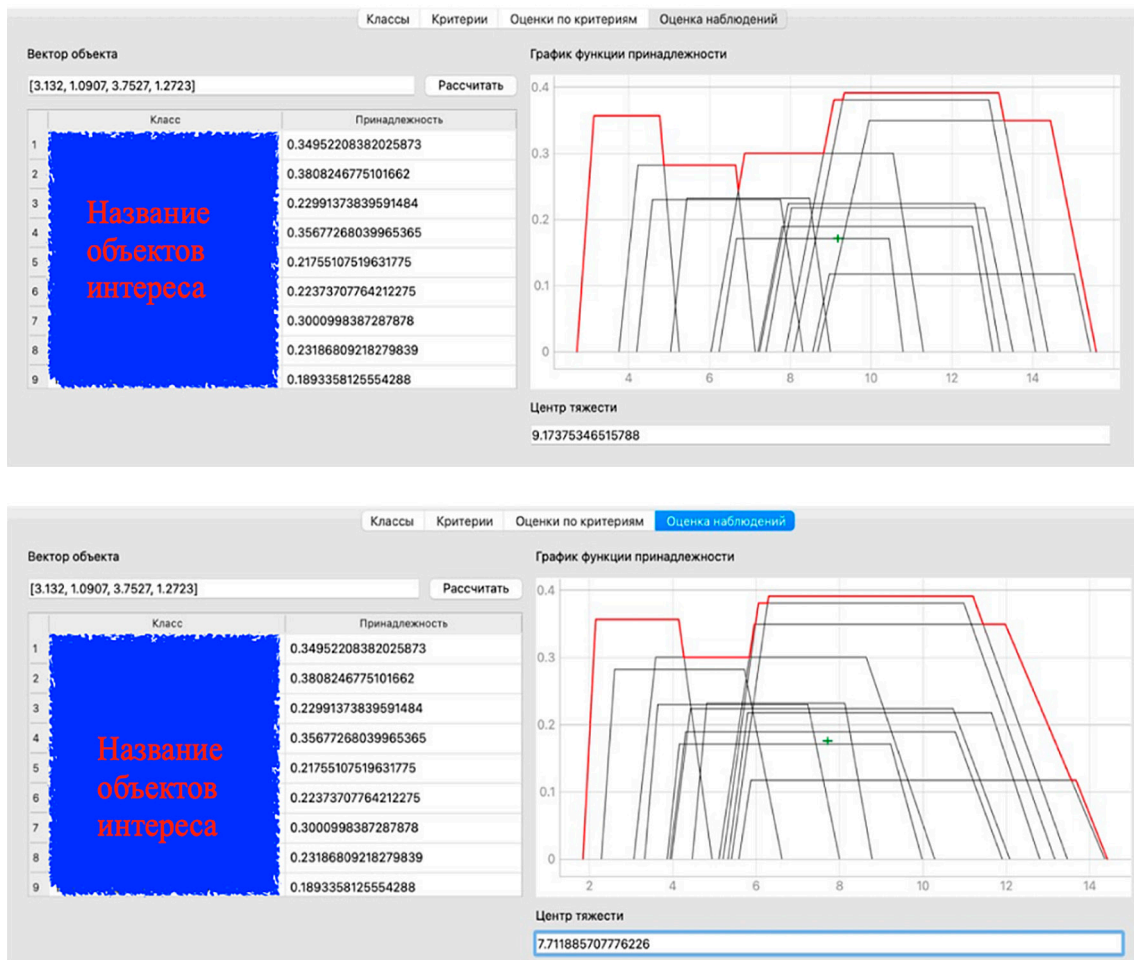 Классы Критерии Оценки по критериям Оценка наблюдений
Вектор объекта
[3.132, 1.0907, 3.7527, 1.2723] Рассчитать
Класс Принадлежность
1 0.34952208382025873
2 0.3808246775101662
3 0.22991373839591484
4 0.35677268039965365
5 0.21755107519631775
6 0.22373707764212275
7 0.3000998387287878
8 0.23186809218279839
9 0.1893358125554288
Название
объектов
интереса
График функции принадлежности
0.4
0.3
0.2
0.1
0
4 6 8 10 12 14
Центр тяжести
9.17375346515788
Классы Критерии Оценки по критериям Оценка наблюдений
Вектор объекта
[3.132, 1.0907, 3.7527, 1.2723] Рассчитать
Класс Принадлежность
1 0.34952208382025873
2 0.3808246775101662
3 0.22991373839591484
4 0.35677268039965365
5 0.21755107519631775
6 0.22373707764212275
7 0.3000998387287878
8 0.23186809218279839
9 0.1893358125554288
Название
объектов
интереса
График функции принадлежности
0.4
0.3
0.2
0.1
0
2 4 6 8 10 12 14
Центр тяжести
7.711885707776226